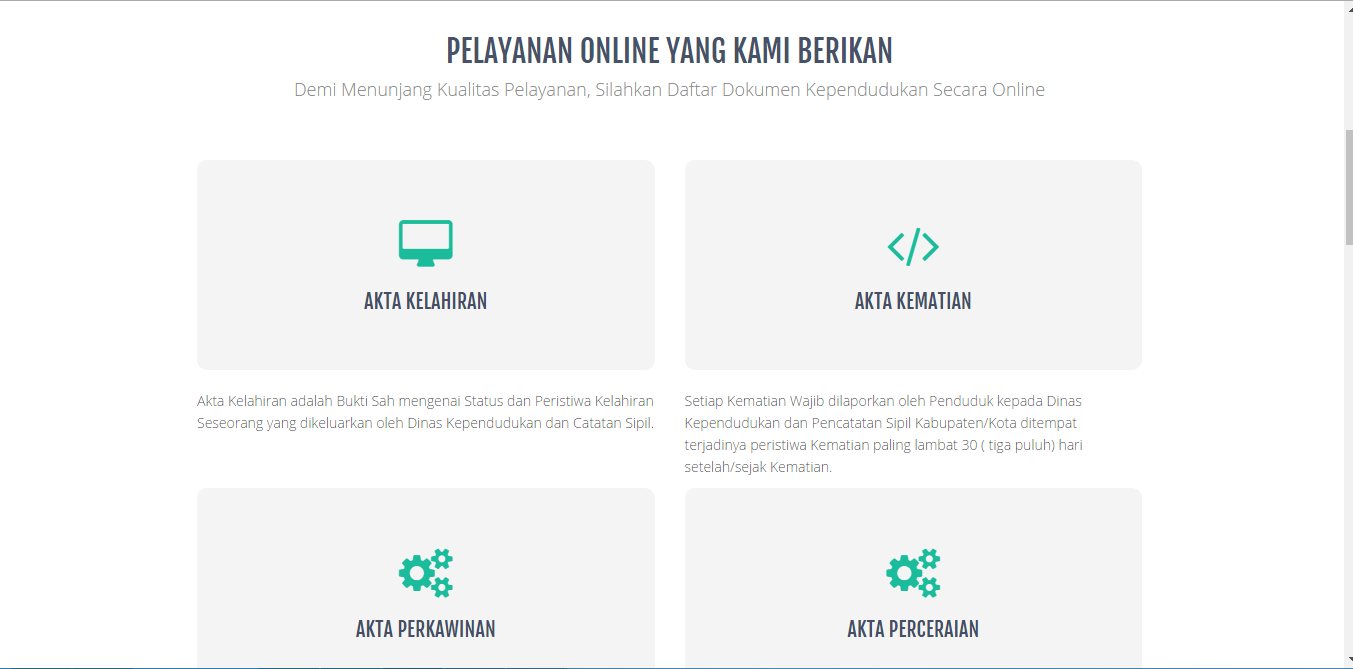 PELAYANAN ONLINE YANG KAMI BERIKAN
Demi Menunjang Kualitas Pelayanan, Silahkan Daftar Dokumen Kependudukan Secara Online
AKTA KELAHIRAN
Akta Kelahiran adalah Bukti Sah mengenai Status dan Peristiwa Kelahiran
Seseorang yang dikeluarkan oleh Dinas Kependudukan dan Catatan Sipil.
AKTA KEMATIAN
Setiap Kematian Wajib dilaporkan oleh Penduduk kepada Dinas
Kependudukan dan Pencatatan Sipil Kabupaten/Kota ditempat
terjadinya peristiwa Kematian paling lambat 30 ( tiga puluh) hari
setelah/sejak Kematian.
AKTA PERKAWINAN
AKTA PERCERAIAN